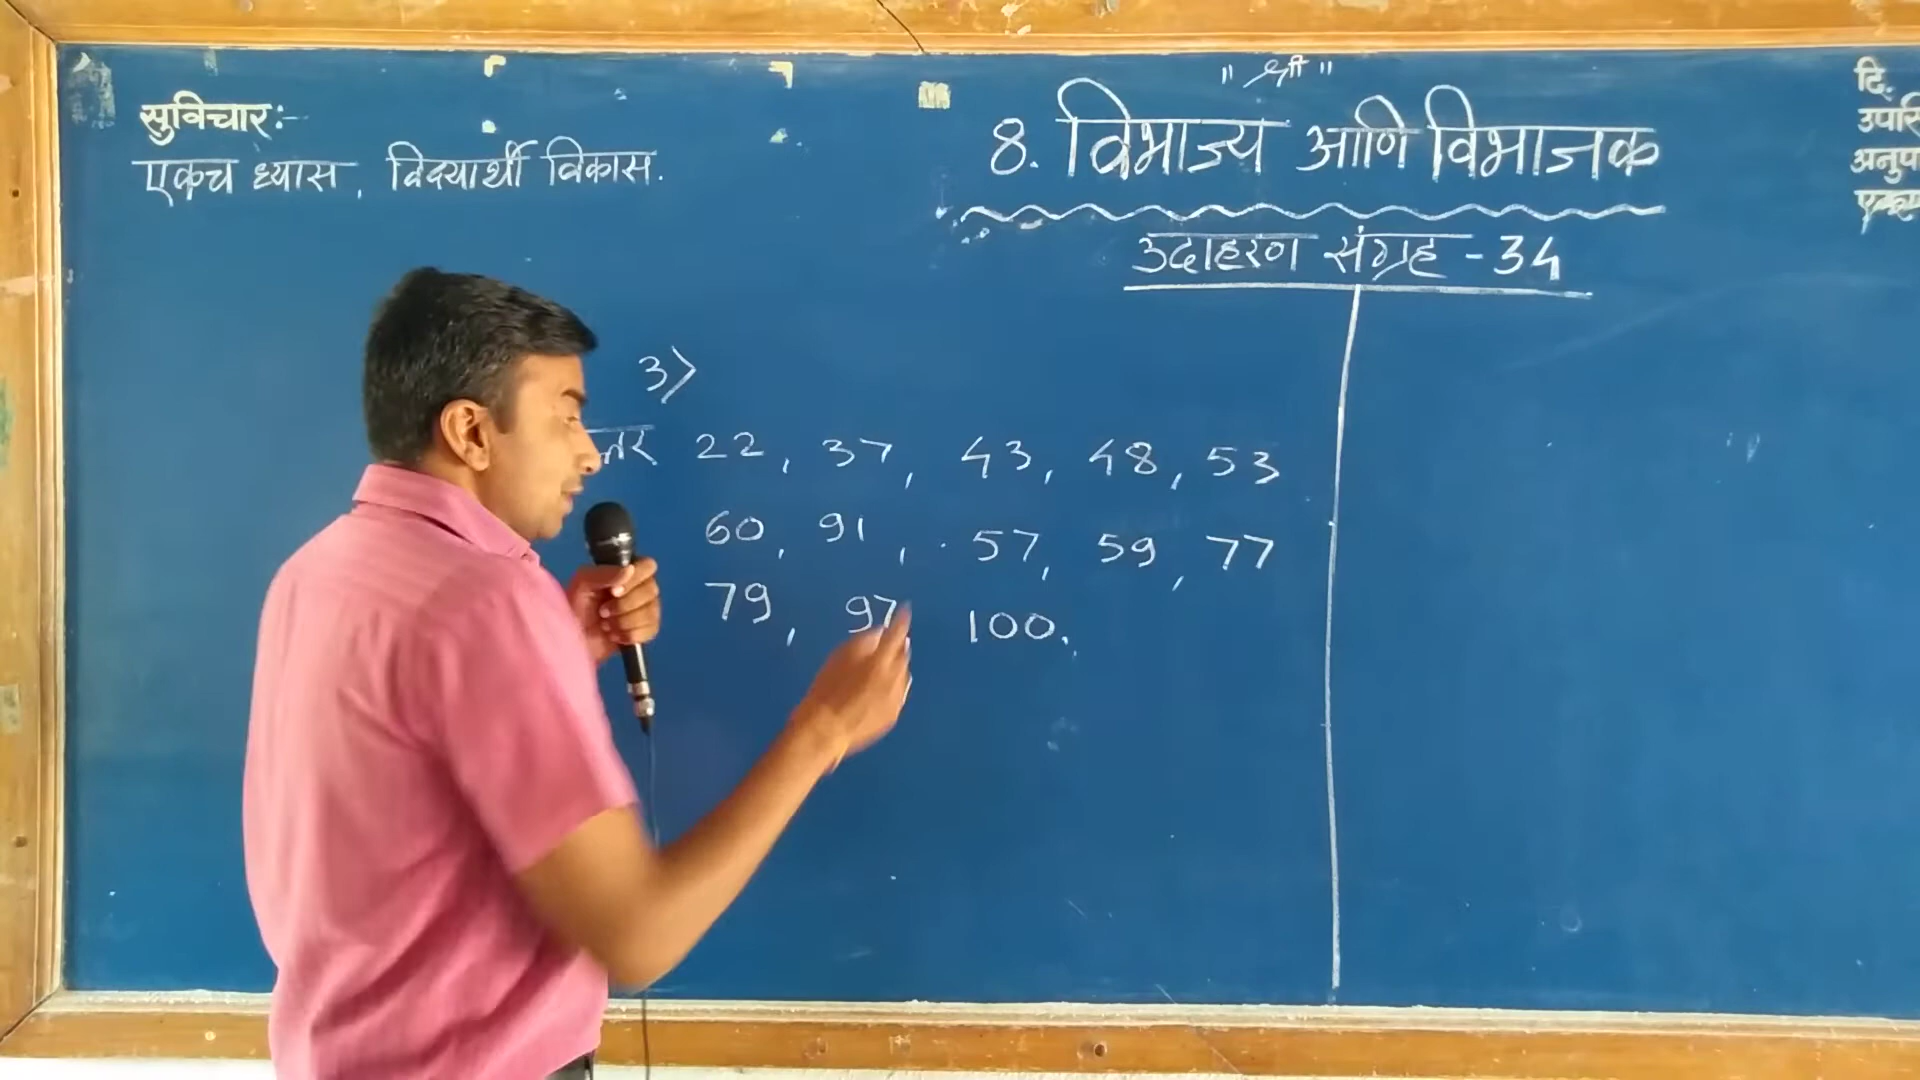 सुविचार:-
एकच ध्यास, विद्यार्थी विकास.
॥ श्री ॥
8. विभाज्य आणि विभाजक
उदाहरण संग्रह - 34
3)
22, 37, 43, 48, 53
60, 91, 57, 59, 77
79, 97, 100.
दि.